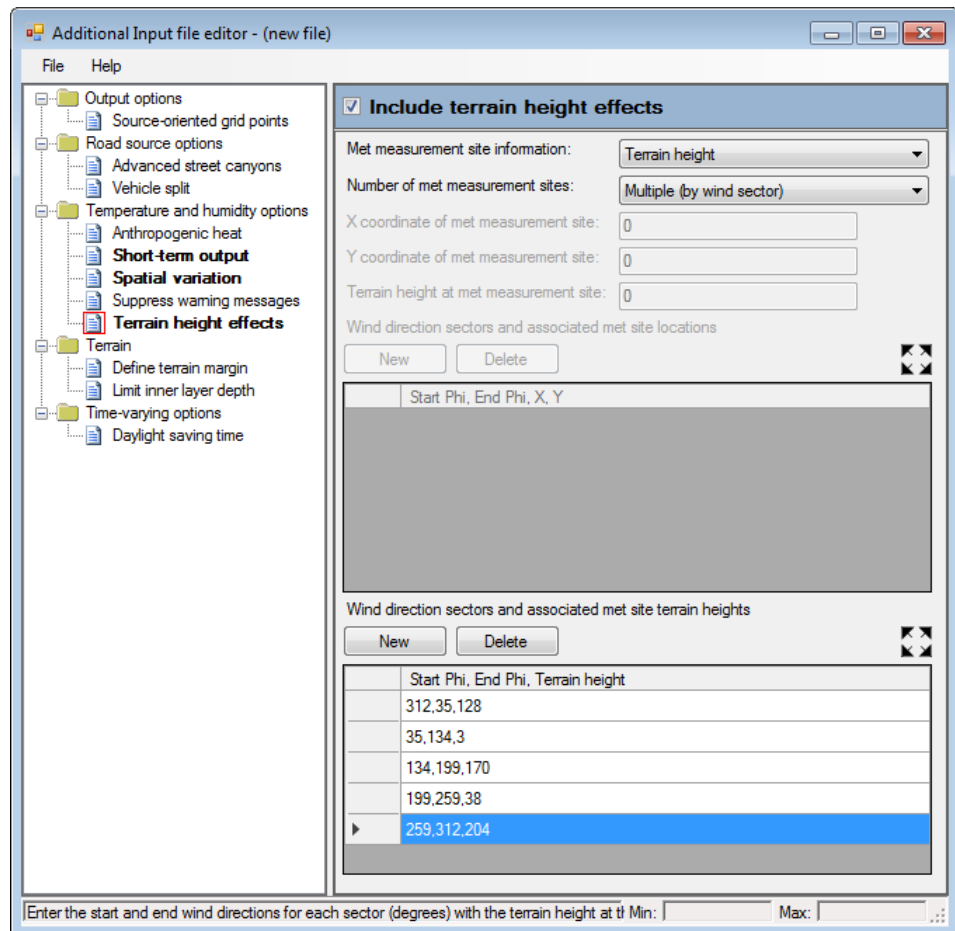 Additional Input file editor - (new file)
File Help
Output options
Source-oriented grid points
Road source options
Advanced street canyons
Vehicle split
Temperature and humidity options
Anthropogenic heat
Short-term output
Spatial variation
Suppress warning messages
Terrain height effects
Terrain
Define terrain margin
Limit inner layer depth
Time-varying options
Daylight saving time
Include terrain height effects
Met measurement site information: Terrain height
Number of met measurement sites: Multiple (by wind sector)
X coordinate of met measurement site: 0
Y coordinate of met measurement site: 0
Terrain height at met measurement site: 0
Wind direction sectors and associated met site locations
New Delete
Start Phi, End Phi, X, Y
Wind direction sectors and associated met site terrain heights
New Delete
Start Phi, End Phi, Terrain height
312,35,128
35,134,3
134,199,170
199,259,38
259,312,204
Enter the start and end wind directions for each sector (degrees) with the terrain height at tl Min: Max: